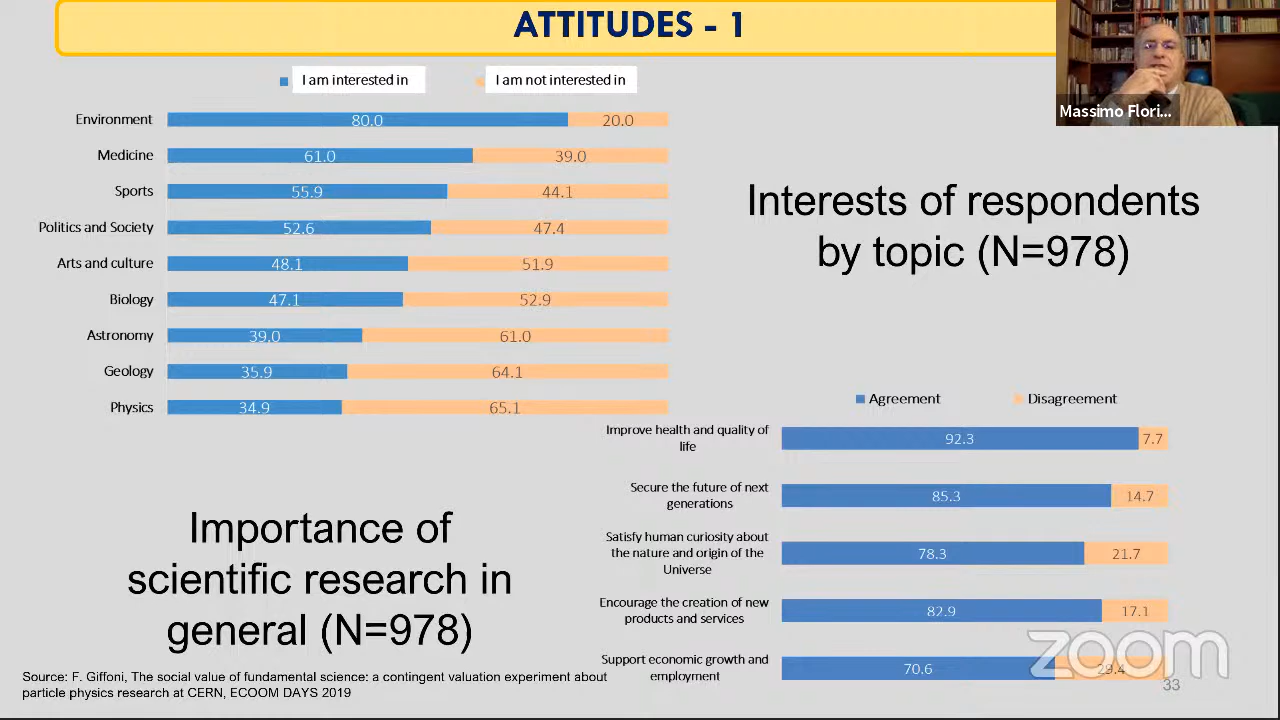 ATTITUDES - 1
Massimo Flori...
I am interested in
I am not interested in
Environment 80.0 20.0
Medicine 61.0 39.0
Sports 55.9 44.1
Politics and Society 52.6 47.4
Arts and culture 48.1 51.9
Biology 47.1 52.9
Astronomy 39.0 61.0
Geology 35.9 64.1
Physics 34.9 65.1
Interests of respondents
by topic (N=978)
Agreement
Disagreement
Improve health and quality of
life
92.3 7.7
Secure the future of next
generations
85.3 14.7
Satisfy human curiosity about
the nature and origin of the
Universe
78.3 21.7
Encourage the creation of new
products and services
82.9 17.1
Support economic growth and
employment
70.6 29.4
Importance of
scientific research in
general (N=978)
Source: F. Giffoni, The social value of fundamental science: a contingent valuation experiment about
particle physics research at CERN, ECOOM DAYS 2019
zoom
33